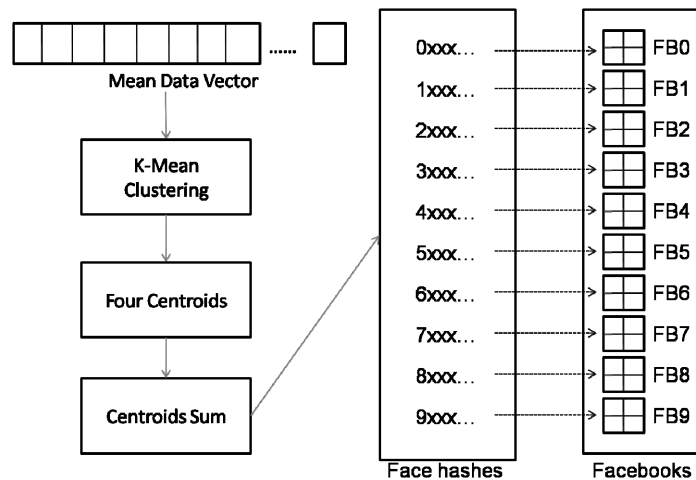 ......
Mean Data Vector
K-Mean
Clustering
Four Centroids
Centroids Sum
0xxx...
1xxx...
2xxx...
3xxx...
4xxx...
5xxx...
6xxx...
7xxx...
8xxx...
9xxx...
Face hashes
FB0
FB1
FB2
FB3
FB4
FB5
FB6
FB7
FB8
FB9
Facebooks